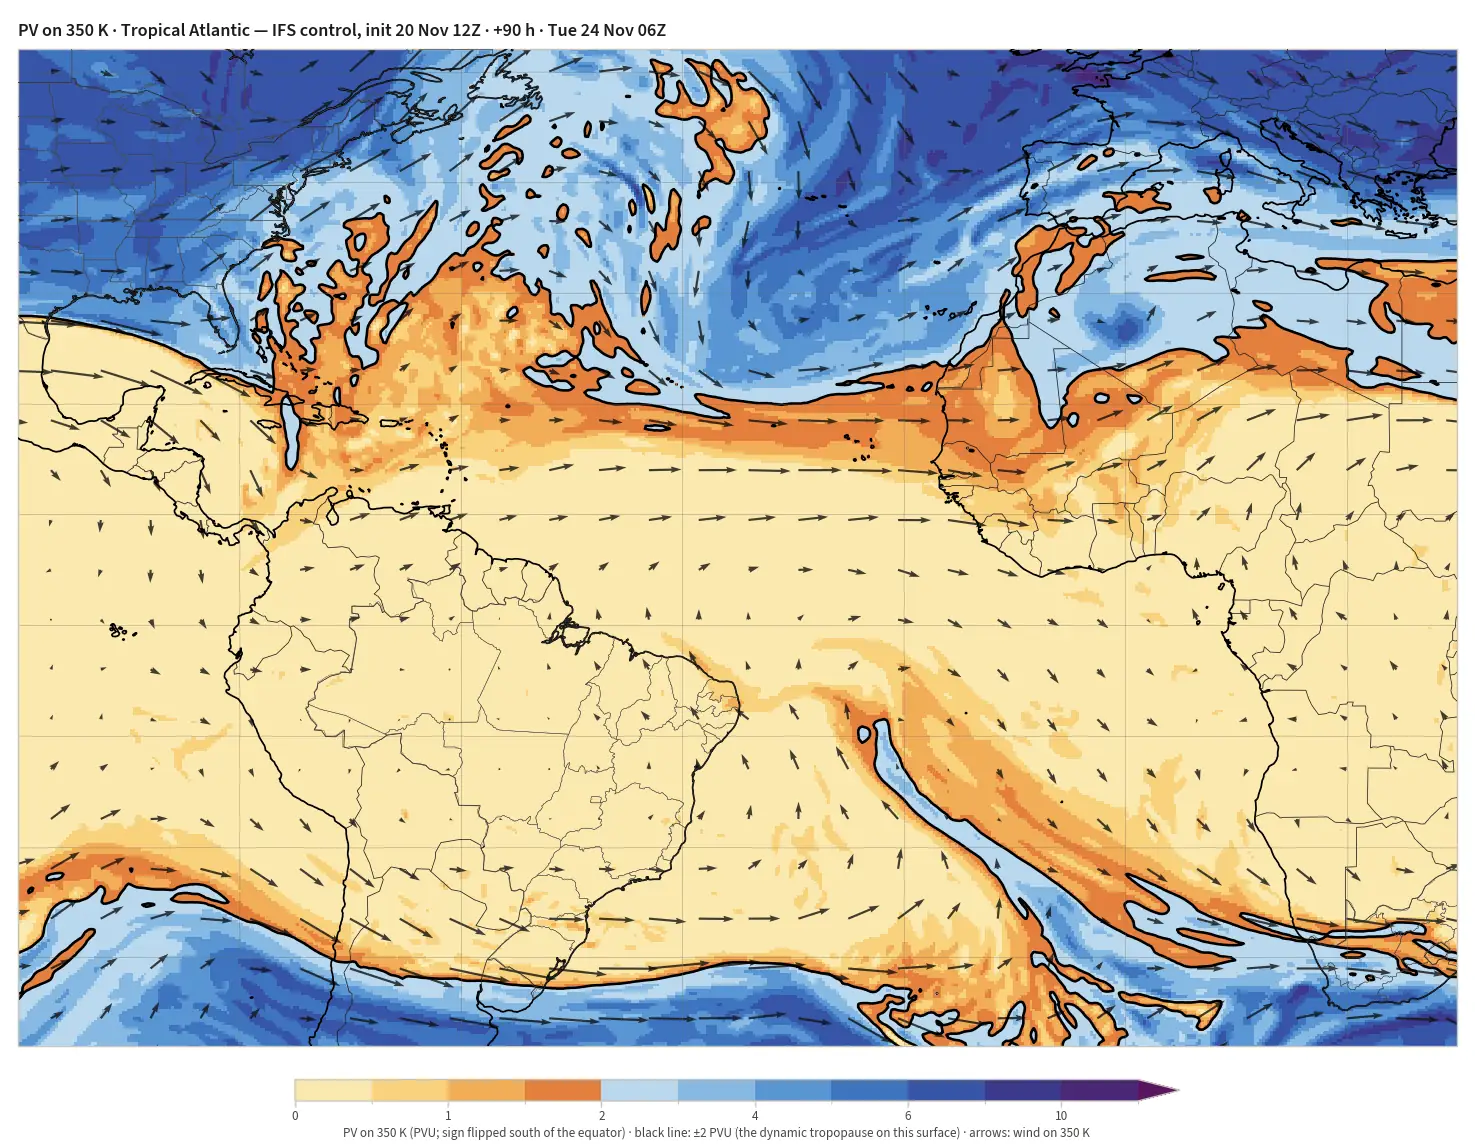 PV on 350 K · Tropical Atlantic — IFS control, init 20 Nov 12Z · +90 h · Tue 24 Nov 06Z
0 1 2 4 6 10
PV on 350 K (PVU; sign flipped south of the equator) · black line: ±2 PVU (the dynamic tropopause on this surface) · arrows: wind on 350 K